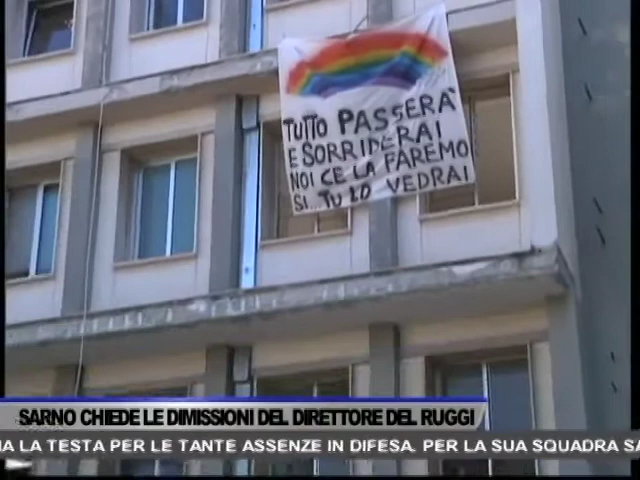 TUTTO PASSERA'
E SORRIDERAI
NOI CE LA FAREMO
SI... TU LO VEDRAI
SARNO CHIEDE LE DIMISSIONI DEL DIRETTORE DEL RUGGI
LA TESTA PER LE TANTE ASSENZE IN DIFESA. PER LA SUA SQUADRA